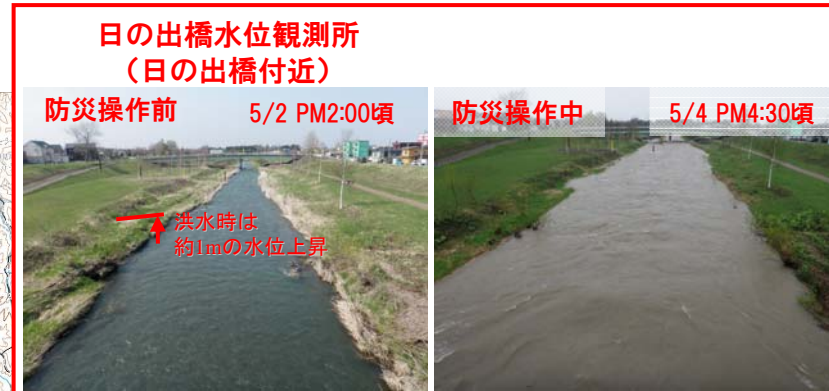 日の出橋水位観測所
（日の出橋付近）
防災操作前 5/2 PM2:00頃
防災操作中 5/4 PM4:30頃
洪水時は
約1mの水位上昇